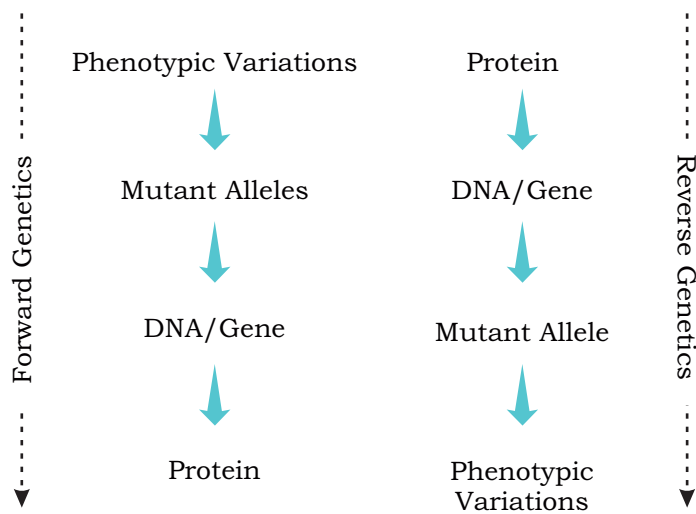 Phenotypic Variations
Mutant Alleles
DNA/Gene
Protein
Forward Genetics
Protein
DNA/Gene
Mutant Allele
Phenotypic
Variations
Reverse Genetics